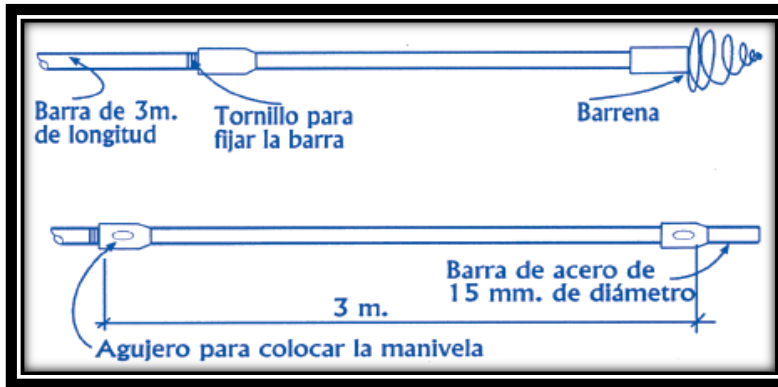 Barra de 3m.
de longitud
Tornillo para
fijar la barra
Barrena
Barra de acero de
15 mm. de diámetro
3 m.
Agujero para colocar la manivela